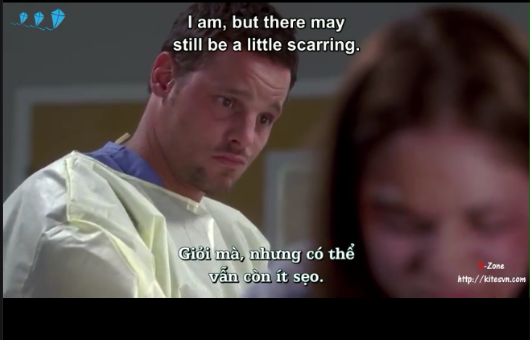 I am, but there may
still be a little scarring.
Giỏi mà, nhưng có thể
vẫn còn ít sẹo.
-Zone
http://kitesvn.com